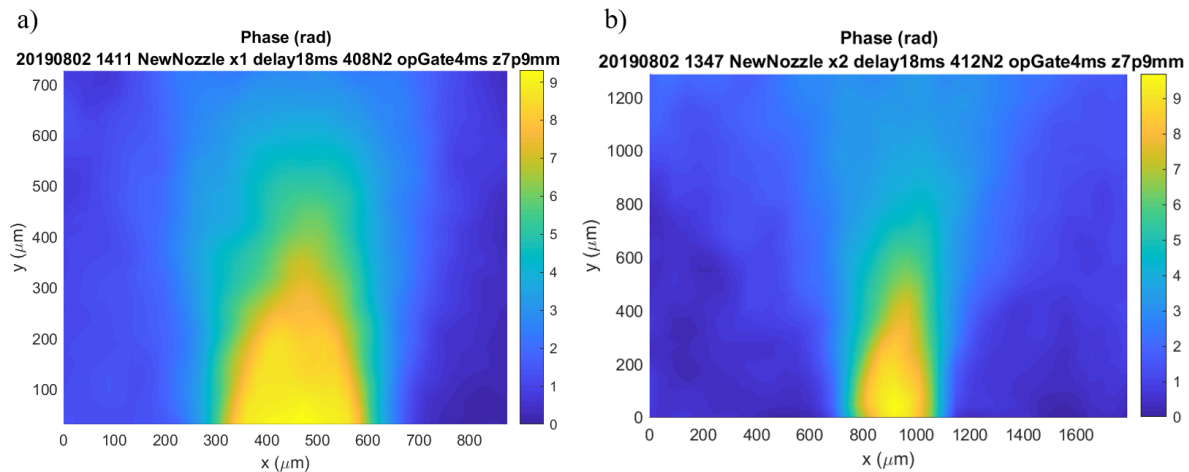 a)
Phase (rad)
20190802 1411 NewNozzle x1 delay18ms 408N2 opGate4ms z7p9mm
700
600
500
400
300
200
100
0 100 200 300 400 500 600 700 800
x (μm)
y (μm)
9
8
7
6
5
4
3
2
1
0
b)
Phase (rad)
20190802 1347 NewNozzle x2 delay18ms 412N2 opGate4ms z7p9mm
1200
1000
800
600
400
200
0
0 200 400 600 800 1000 1200 1400 1600
x (μm)
y (μm)
9
8
7
6
5
4
3
2
1
0